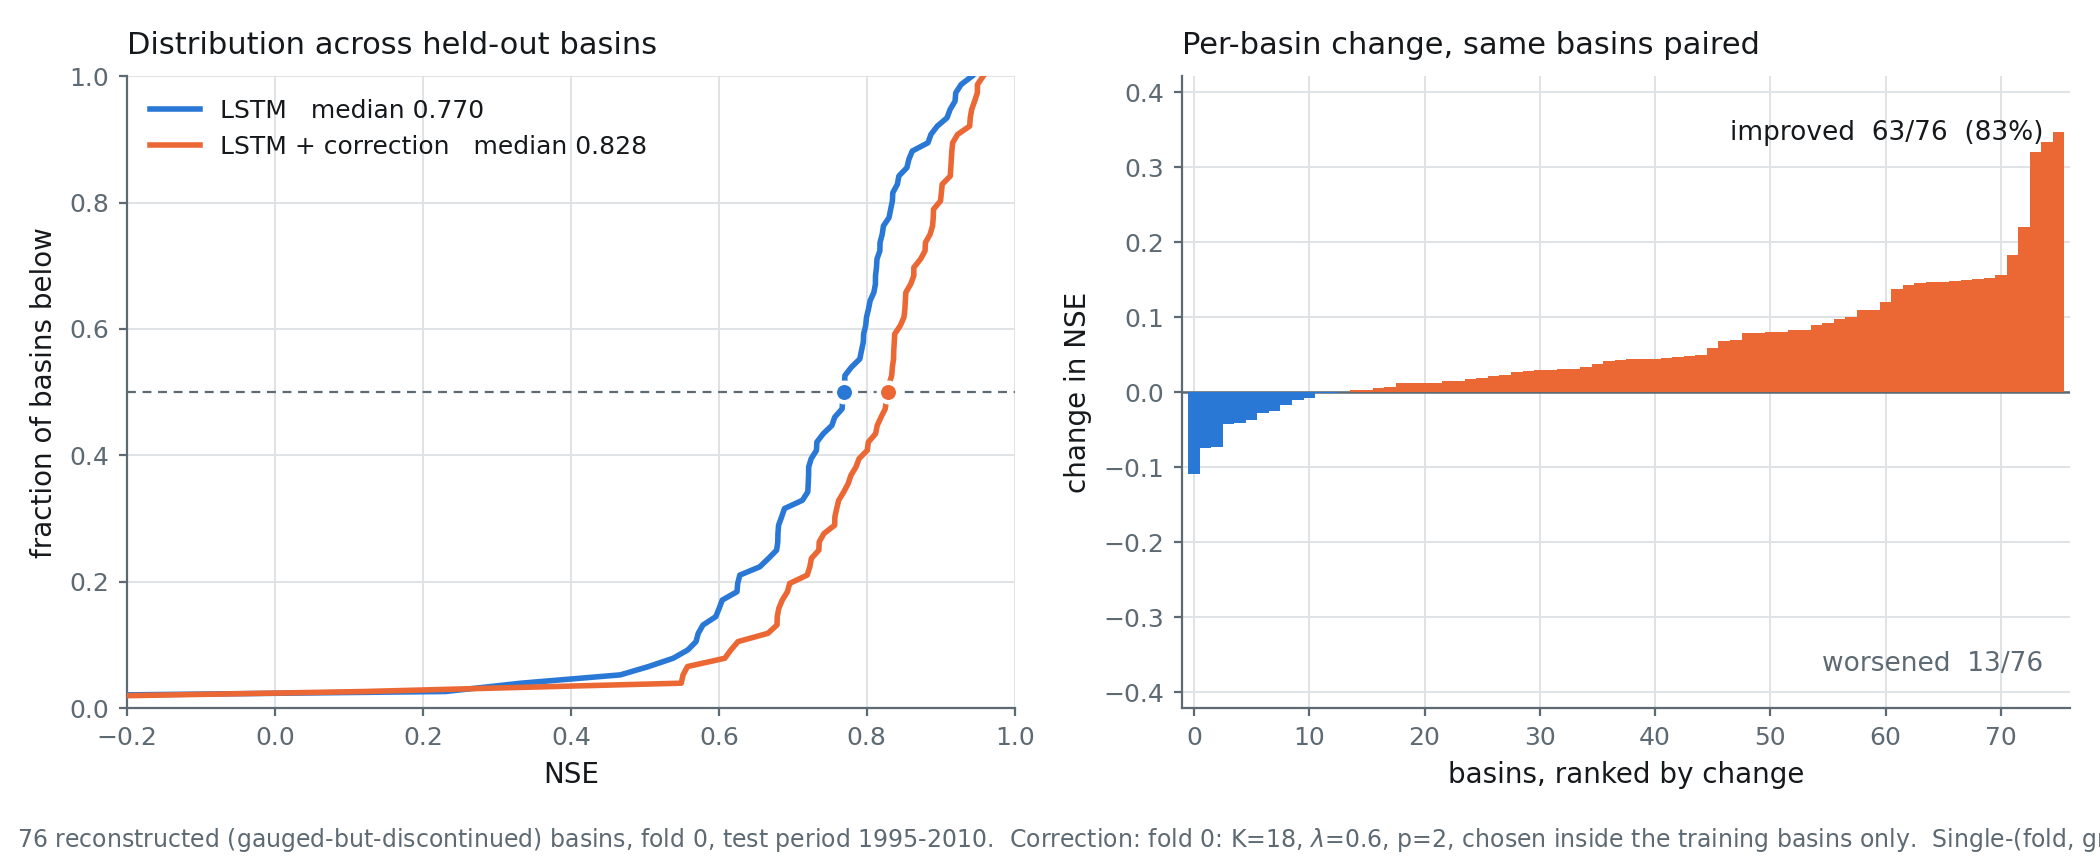 Distribution across held-out basins
LSTM median 0.770
LSTM + correction median 0.828
1.0
0.8
0.6
0.4
0.2
0.0
fraction of basins below
−0.2 0.0 0.2 0.4 0.6 0.8 1.0
NSE
Per-basin change, same basins paired
improved 63/76 (83%)
worsened 13/76
0.4
0.3
0.2
0.1
0.0
−0.1
−0.2
−0.3
−0.4
change in NSE
0 10 20 30 40 50 60 70
basins, ranked by change
76 reconstructed (gauged-but-discontinued) basins, fold 0, test period 1995-2010. Correction: fold 0: K=18, λ=0.6, p=2, chosen inside the training basins only. Single-(fold,